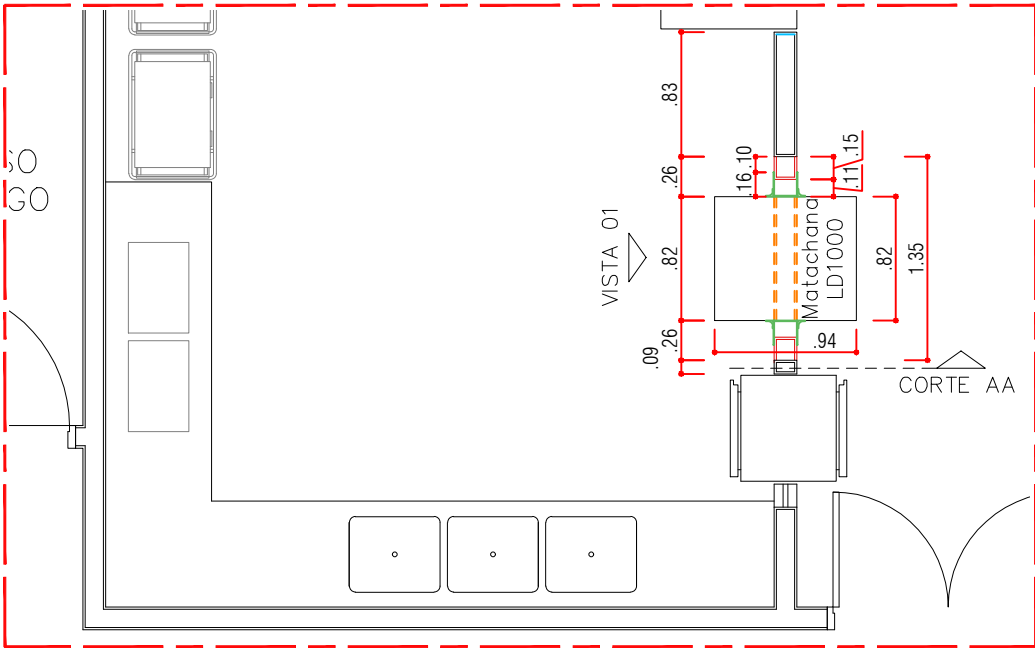 GO
.83
.26
.10
.16
.15
.11
VISTA 01
.82
Matachana
LD1000
.82
1.35
.26
.09
.94
CORTE AA